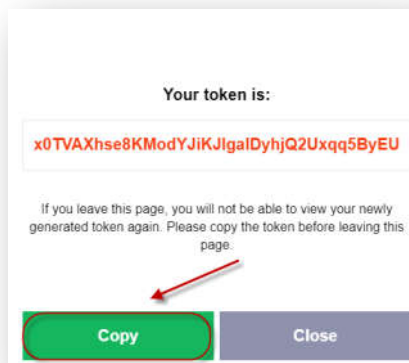 Your token is:
x0TVAXhse8KModYJiKJlgalDyhjQ2Uxqq5ByEU
If you leave this page, you will not be able to view your newly
generated token again. Please copy the token before leaving this
page.
Copy Close